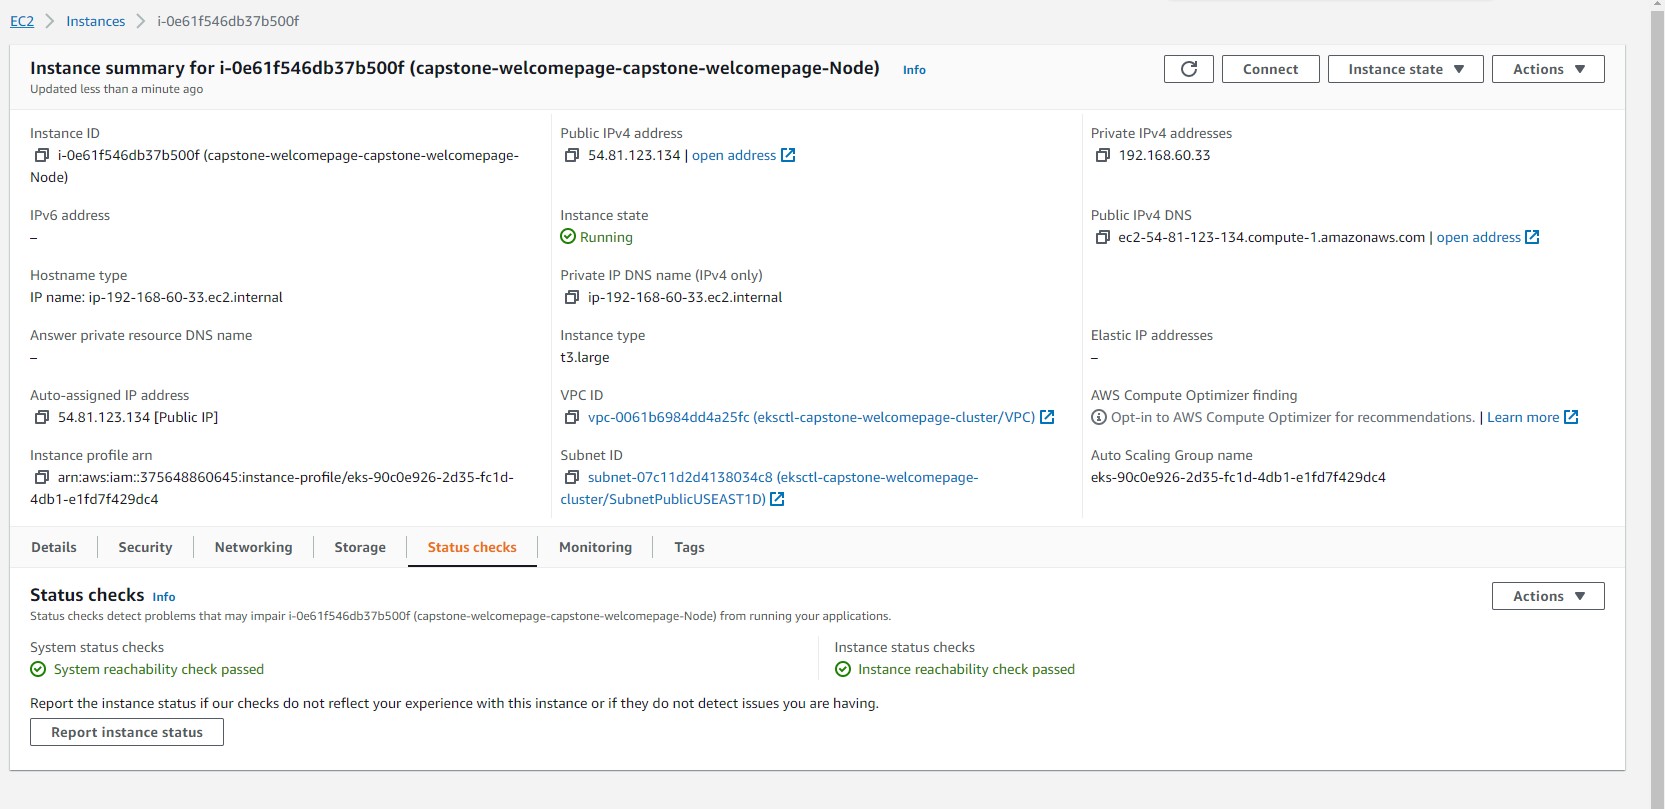 EC2 Instances i-0e61f546db37b500f
Instance summary for i-0e61f546db37b500f (capstone-welcomepage-capstone-welcomepage-Node) Info
Updated less than a minute ago
Connect
Instance state
Actions
Instance ID
i-0e61f546db37b500f (capstone-welcomepage-capstone-welcomepage-
Node)
Public IPv4 address
54.81.123.134 | open address
Private IPv4 addresses
192.168.60.33
IPv6 address
–
Instance state
Running
Public IPv4 DNS
ec2-54-81-123-134.compute-1.amazonaws.com | open address
Hostname type
IP name: ip-192-168-60-33.ec2.internal
Private IP DNS name (IPv4 only)
ip-192-168-60-33.ec2.internal
Answer private resource DNS name
–
Instance type
t3.large
Elastic IP addresses
–
Auto-assigned IP address
54.81.123.134 [Public IP]
VPC ID
vpc-0061b6984dd4a25fc (eksctl-capstone-welcomepage-cluster/VPC)
AWS Compute Optimizer finding
Opt-in to AWS Compute Optimizer for recommendations. | Learn more
Instance profile arn
arn:aws:iam::375648860645:instance-profile/eks-90c0e926-2d35-fc1d-
4db1-e1fd7f429dc4
Subnet ID
subnet-07c11d2d4138034c8 (eksctl-capstone-welcomepage-
cluster/SubnetPublicUSEAST1D)
Auto Scaling Group name
eks-90c0e926-2d35-fc1d-4db1-e1fd7f429dc4
Details Security Networking Storage Status checks Monitoring Tags
Status checks Info
Actions
Status checks detect problems that may impair i-0e61f546db37b500f (capstone-welcomepage-capstone-welcomepage-Node) from running your applications.
System status checks
System reachability check passed
Instance status checks
Instance reachability check passed
Report the instance status if our checks do not reflect your experience with this instance or if they do not detect issues you are having.
Report instance status